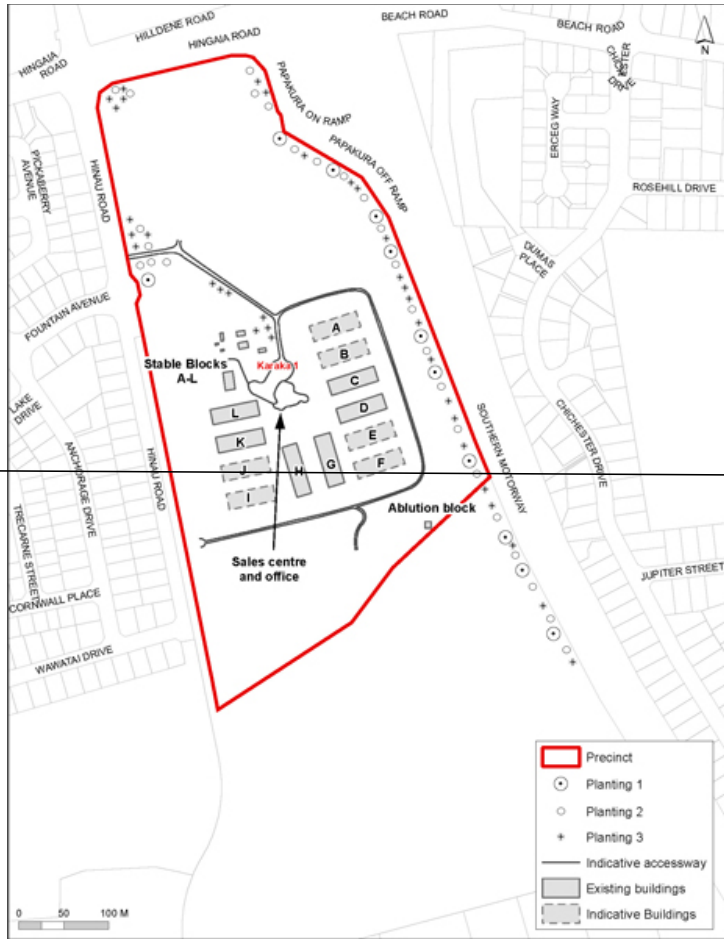 BEACH ROAD
HILLDENE ROAD
HINGAIA ROAD
BEACH ROAD
HINGAIA
ROAD
CHICHESTER
DRIVE
N
PAPAKURA ON RAMP
ERCEG WAY
PICKABERRY
AVENUE
HINAU ROAD
PAPAKURA OFF RAMP
ROSEHILL DRIVE
DUMAS
PLACE
FOUNTAIN AVENUE
A
B
Stable Blocks
A-L
Karaka 1
C
LAKE
DRIVE
L
D
K
E
SOUTHERN MOTORWAY
CHICHESTER DRIVE
ANCHORAGE DRIVE
HINAU ROAD
J
H
G
F
I
TRECARNE STREET
Ablution block
Sales centre
and office
JUPITER STREET
CORNWALL PLACE
WAWATAI DRIVE
Precinct
Planting 1
Planting 2
Planting 3
Indicative accessway
Existing buildings
Indicative Buildings
0 50 100 M